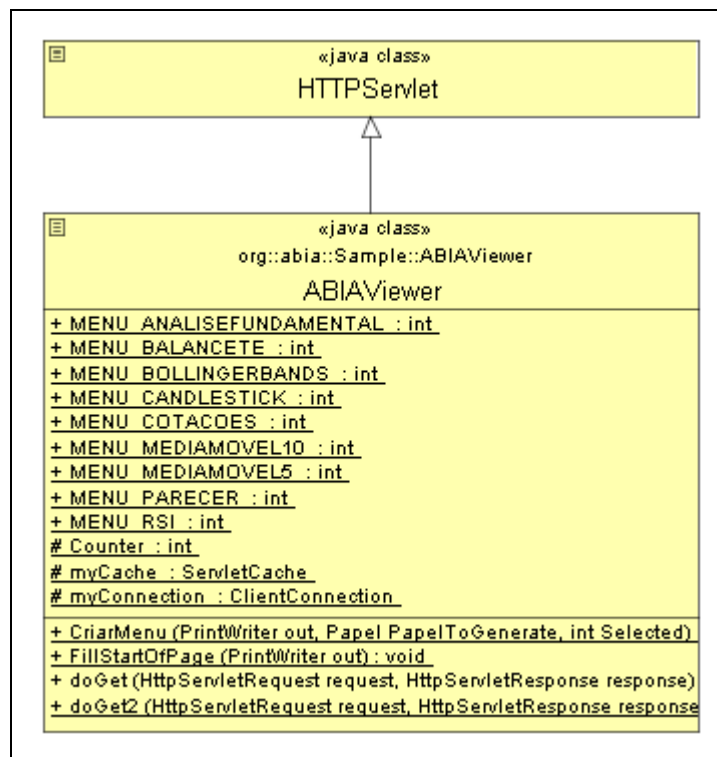 «java class»
HTTPServlet
«java class»
org::abia::Sample::ABIAViewer
ABIAViewer
+ MENU_ANALISEFUNDAMENTAL : int
+ MENU_BALANCETE : int
+ MENU_BOLLINGERBANDS : int
+ MENU_CANDLESTICK : int
+ MENU_COTACOES : int
+ MENU_MEDIAMOVEL10 : int
+ MENU_MEDIAMOVEL5 : int
+ MENU_PARECER : int
+ MENU_RSI : int
# Counter : int
# myCache : ServletCache
# myConnection : ClientConnection
+ CriarMenu (PrintWriter out, Papel PapelToGenerate, int Selected)
+ FillStartOfPage (PrintWriter out) : void
+ doGet (HttpServletRequest request, HttpServletResponse response)
+ doGet2 (HttpServletRequest request, HttpServletResponse response